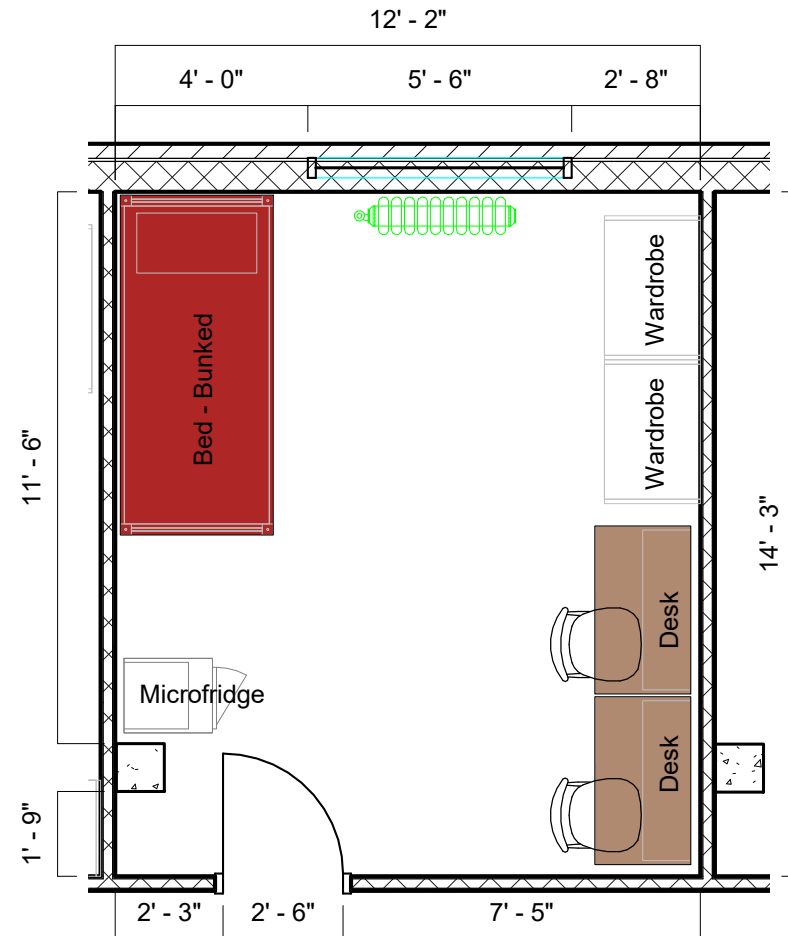 12' - 2"
4' - 0"
5' - 6"
2' - 8"
Wardrobe
Bed - Bunked
Wardrobe
11' - 6"
14' - 3"
Desk
Microfridge
Desk
1' - 9"
2' - 3"
2' - 6"
7' - 5"